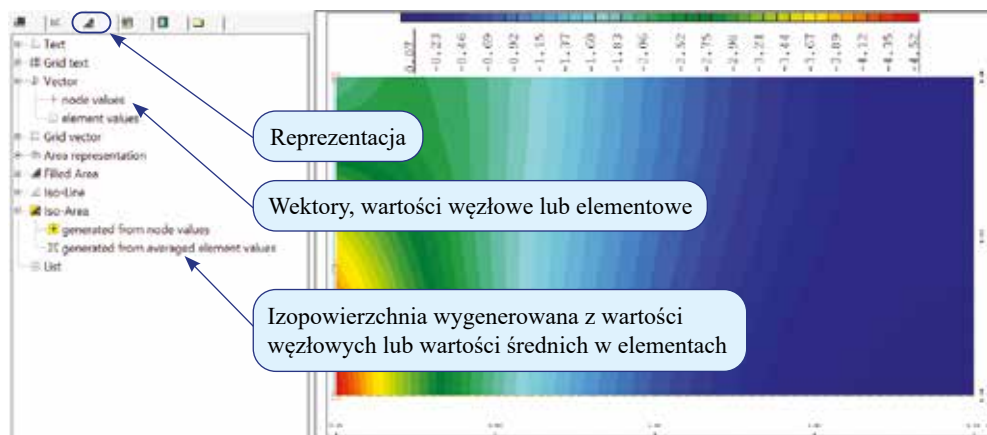 Text
Grid text
Vector
node values
element values
Grid vector
Area representation
Filled Area
Iso-Line
Iso-Area
generated from node values
generated from averaged element values
List
Reprezentacja
Wektory, wartości węzłowe lub elementowe
Izopowierzchnia wygenerowana z wartości
węzłowych lub wartości średnich w elementach
0.07 -0.23 -0.46 -0.69 -0.92 -1.15 -1.37 -1.60 -1.83 -2.06 -2.52 -2.75 -2.98 -3.21 -3.44 -3.67 -3.89 -4.12 -4.35 -4.52